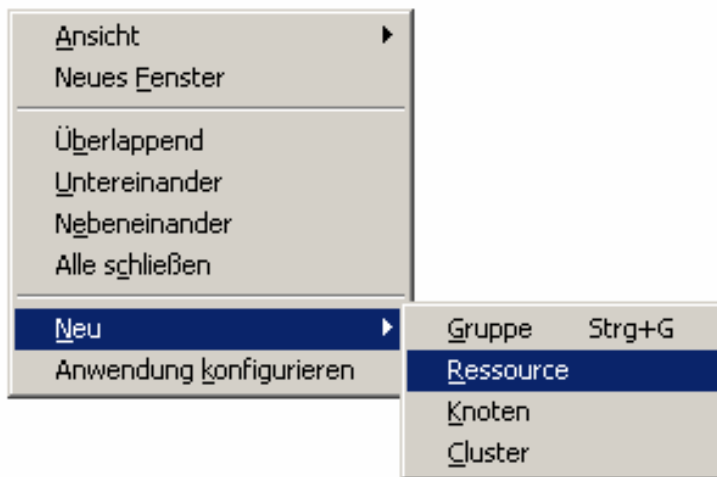 Ansicht
Neues Fenster
Überlappend
Untereinander
Nebeneinander
Alle schließen
Neu
Anwendung konfigurieren
Gruppe Strg+G
Ressource
Knoten
Cluster